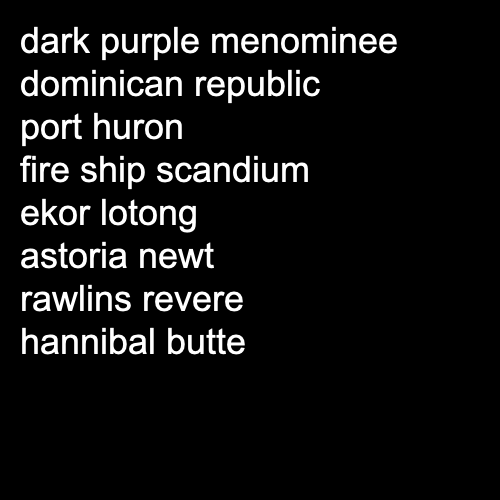 dark purple menominee
dominican republic
port huron
fire ship scandium
ekor lotong
astoria newt
rawlins revere
hannibal butte